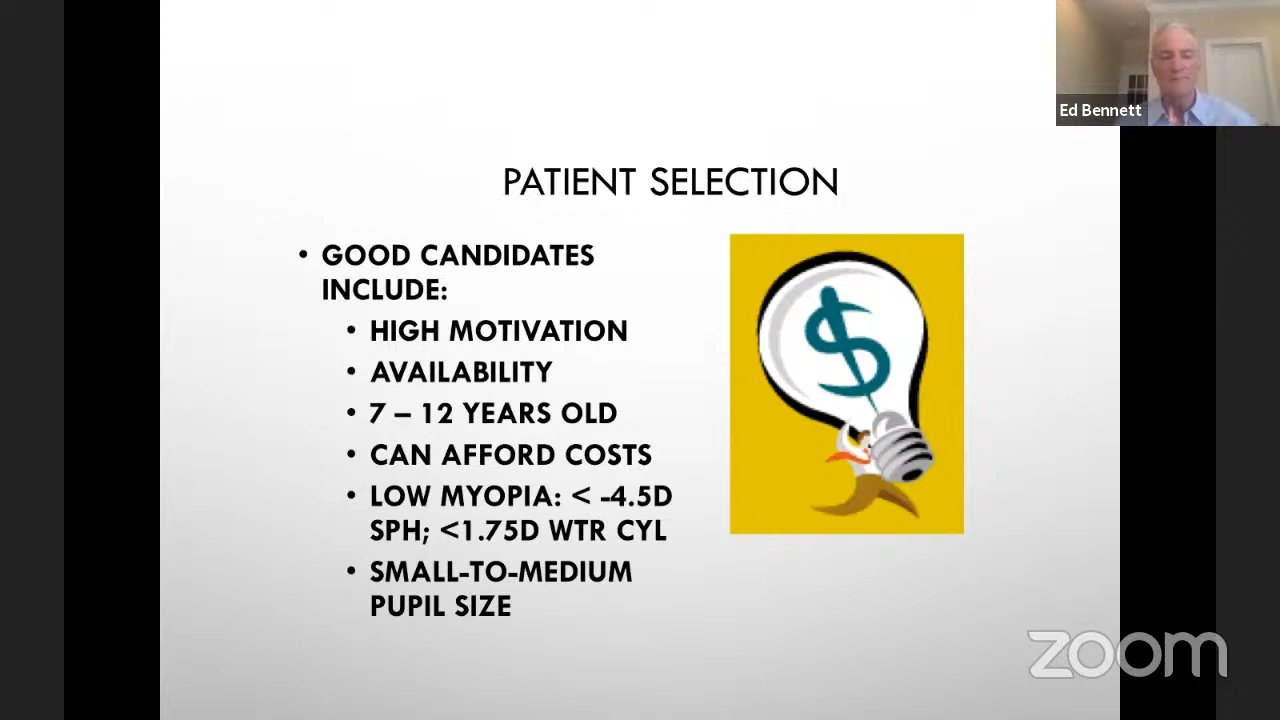 Ed Bennett
PATIENT SELECTION
• GOOD CANDIDATES
INCLUDE:
• HIGH MOTIVATION
• AVAILABILITY
• 7 – 12 YEARS OLD
• CAN AFFORD COSTS
• LOW MYOPIA: < -4.5D
SPH; <1.75D WTR CYL
• SMALL-TO-MEDIUM
PUPIL SIZE
$
zoom